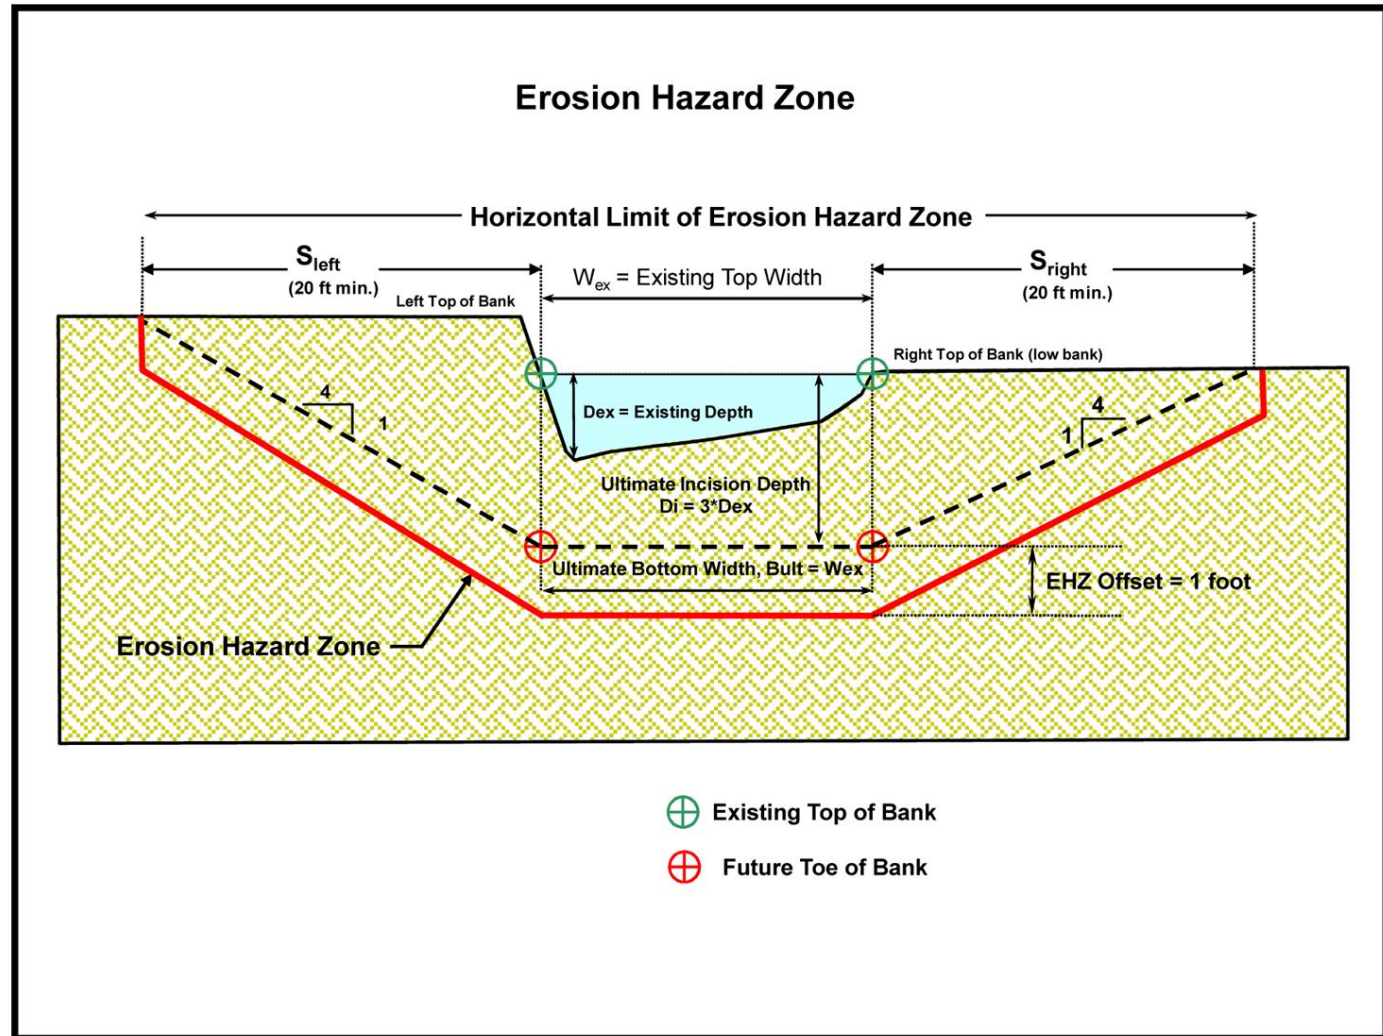 Erosion Hazard Zone
Horizontal Limit of Erosion Hazard Zone
Sleft
(20 ft min.)
Wex = Existing Top Width
Sright
(20 ft min.)
Left Top of Bank
Right Top of Bank (low bank)
4
1
Dex = Existing Depth
4
1
Ultimate Incision Depth
Di = 3*Dex
Ultimate Bottom Width, Bult = Wex
EHZ Offset = 1 foot
Erosion Hazard Zone
Existing Top of Bank
Future Toe of Bank